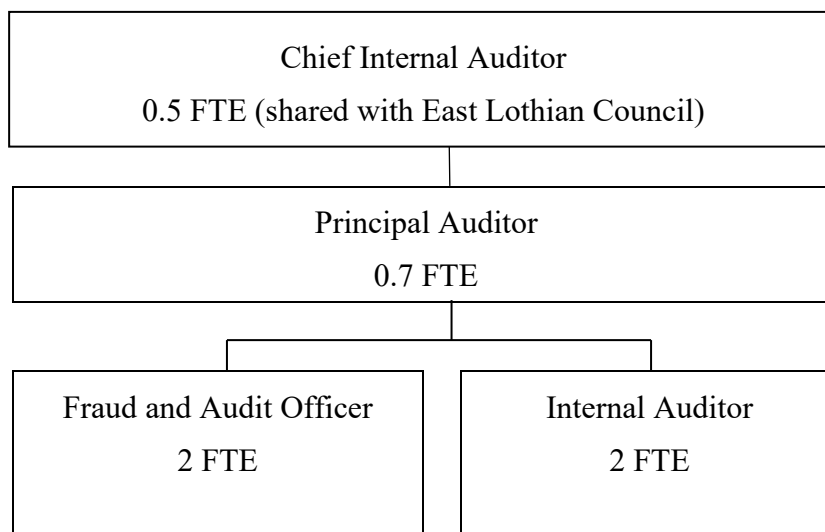 Chief Internal Auditor
0.5 FTE (shared with East Lothian Council)
Principal Auditor
0.7 FTE
Fraud and Audit Officer
2 FTE
Internal Auditor
2 FTE